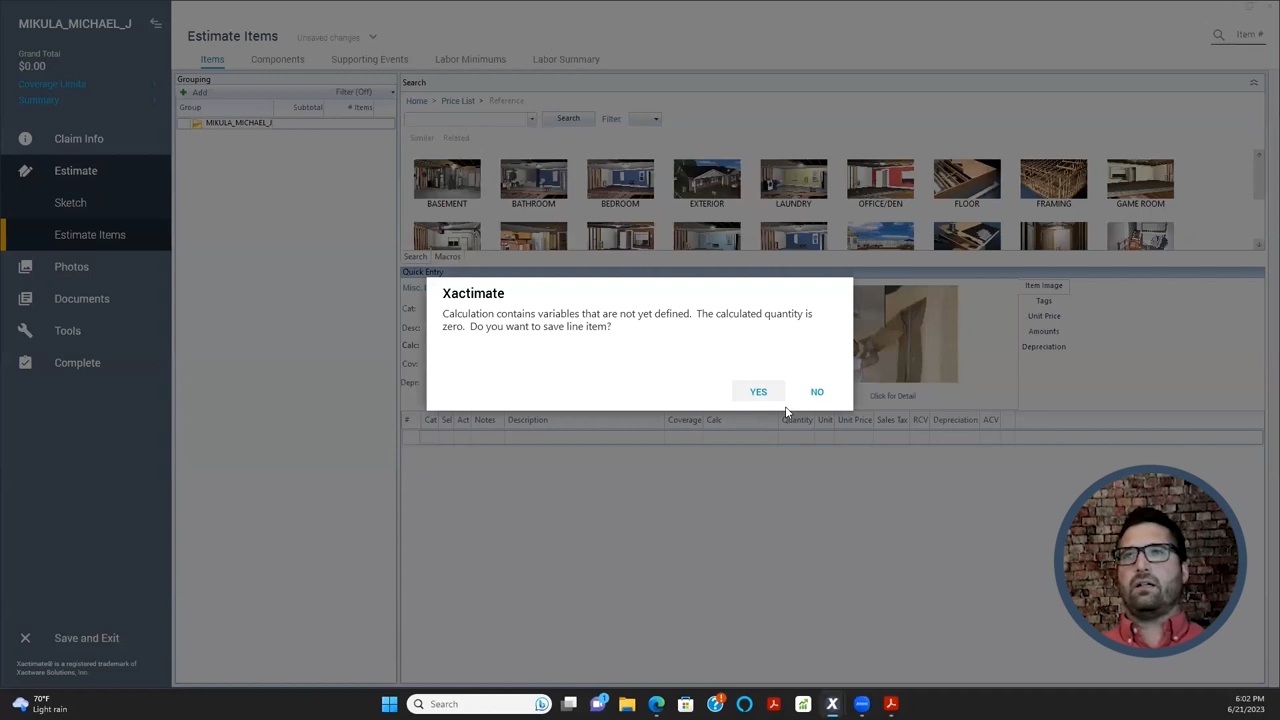 MIKULA_MICHAEL_J
Grand Total
$0.00
Coverage Limits
Summary
Claim Info
Estimate
Sketch
Estimate Items
Photos
Documents
Tools
Complete
Save and Exit
Xactimate® is a registered trademark of
Xactware Solutions, Inc.
Estimate Items
Unsaved changes
Item #
Items
Components
Supporting Events
Labor Minimums
Labor Summary
Grouping
Add
Filter (Off)
Group
Subtotal
# Items
MIKULA_MICHAEL_J
Search
Home > Price List > Reference
Search
Filter:
Similar
Related
BASEMENT
BATHROOM
BEDROOM
EXTERIOR
LAUNDRY
OFFICE/DEN
FLOOR
FRAMING
GAME ROOM
Search
Macros
Quick Entry
Misc.
Cat:
Desc:
Calc:
Cov:
Depr:
Xactimate
Calculation contains variables that are not yet defined. The calculated quantity is
zero. Do you want to save line item?
YES
NO
Click for Detail
Item Image
Tags
Unit Price
Amounts
Depreciation
# Cat Sel Act Notes Description Coverage Calc Quantity Unit Unit Price Sales Tax RCV Depreciation ACV
70°F
Light rain
Search
6:02 PM
6/21/2023